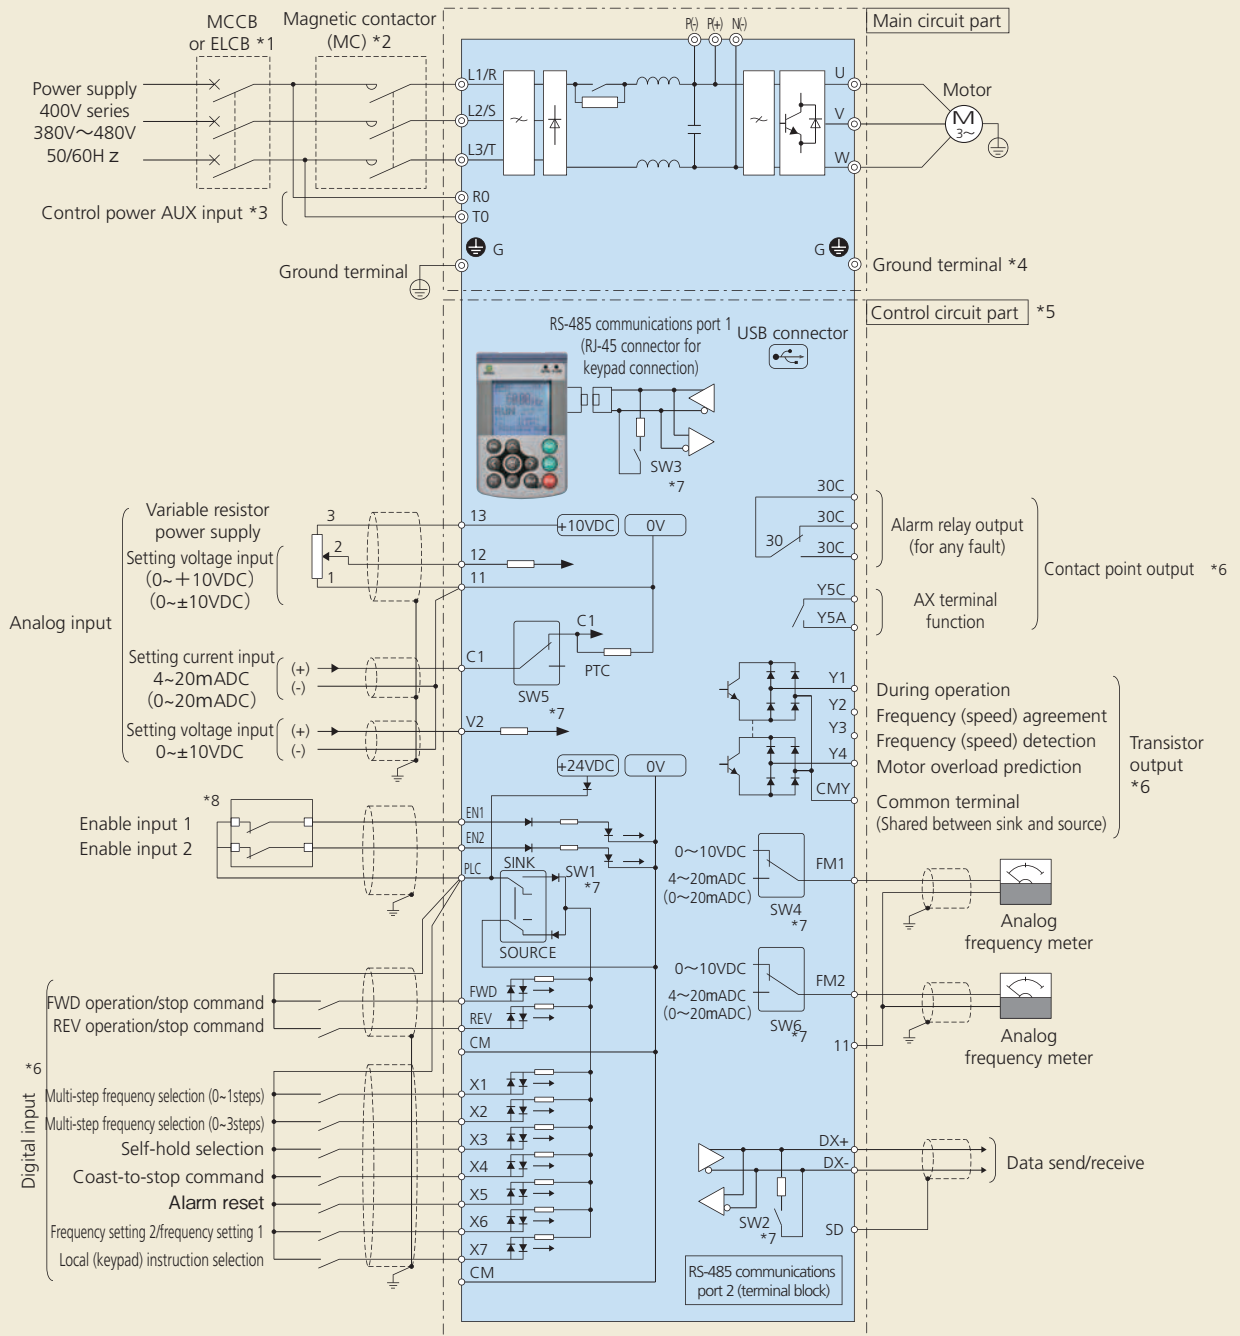 MCCB
or ELCB *1
Magnetic contactor
(MC) *2
P(-)
P(+)
N(-)
Main circuit part
Power supply
400V series
380V～480V
50/60Hz
L1/R
L2/S
L3/T
U
V
W
Motor
M
3~
Control power AUX input *3
R0
T0
G
G
Ground terminal
Ground terminal *4
Control circuit part
*5
RS-485 communications port 1
(RJ-45 connector for
keypad connection)
USB connector
RUN
SW3
*7
Analog input
Variable resistor
power supply
3
2
1
Setting voltage input
(0~＋10VDC)
(0~±10VDC)
13
12
11
+10VDC
0V
Setting current input
4~20mADC
(0~20mADC)
(+)
(-)
C1
C1
PTC
SW5
*7
Setting voltage input
0~±10VDC
(+)
(-)
V2
30C
30C
30C
30
Alarm relay output
(for any fault)
Y5C
Y5A
AX terminal
function
Contact point output
*6
Y1
Y2
Y3
Y4
CMY
During operation
Frequency (speed) agreement
Frequency (speed) detection
Motor overload prediction
Common terminal
(Shared between sink and source)
Transistor
output
*6
+24VDC
0V
*8
Enable input 1
Enable input 2
EN1
EN2
PLC
SINK
SW1
*7
SOURCE
0～10VDC
4～20mADC
(0～20mADC)
SW4
*7
FM1
Analog
frequency meter
0～10VDC
4～20mADC
(0～20mADC)
SW6
*7
FM2
11
Analog
frequency meter
Digital input
*6
FWD operation/stop command
REV operation/stop command
FWD
REV
CM
Multi-step frequency selection (0~1steps)
Multi-step frequency selection (0~3steps)
Self-hold selection
Coast-to-stop command
Alarm reset
Frequency setting 2/frequency setting 1
Local (keypad) instruction selection
X1
X2
X3
X4
X5
X6
X7
CM
DX+
DX-
SD
SW2
*7
Data send/receive
RS-485 communications
port 2 (terminal block)